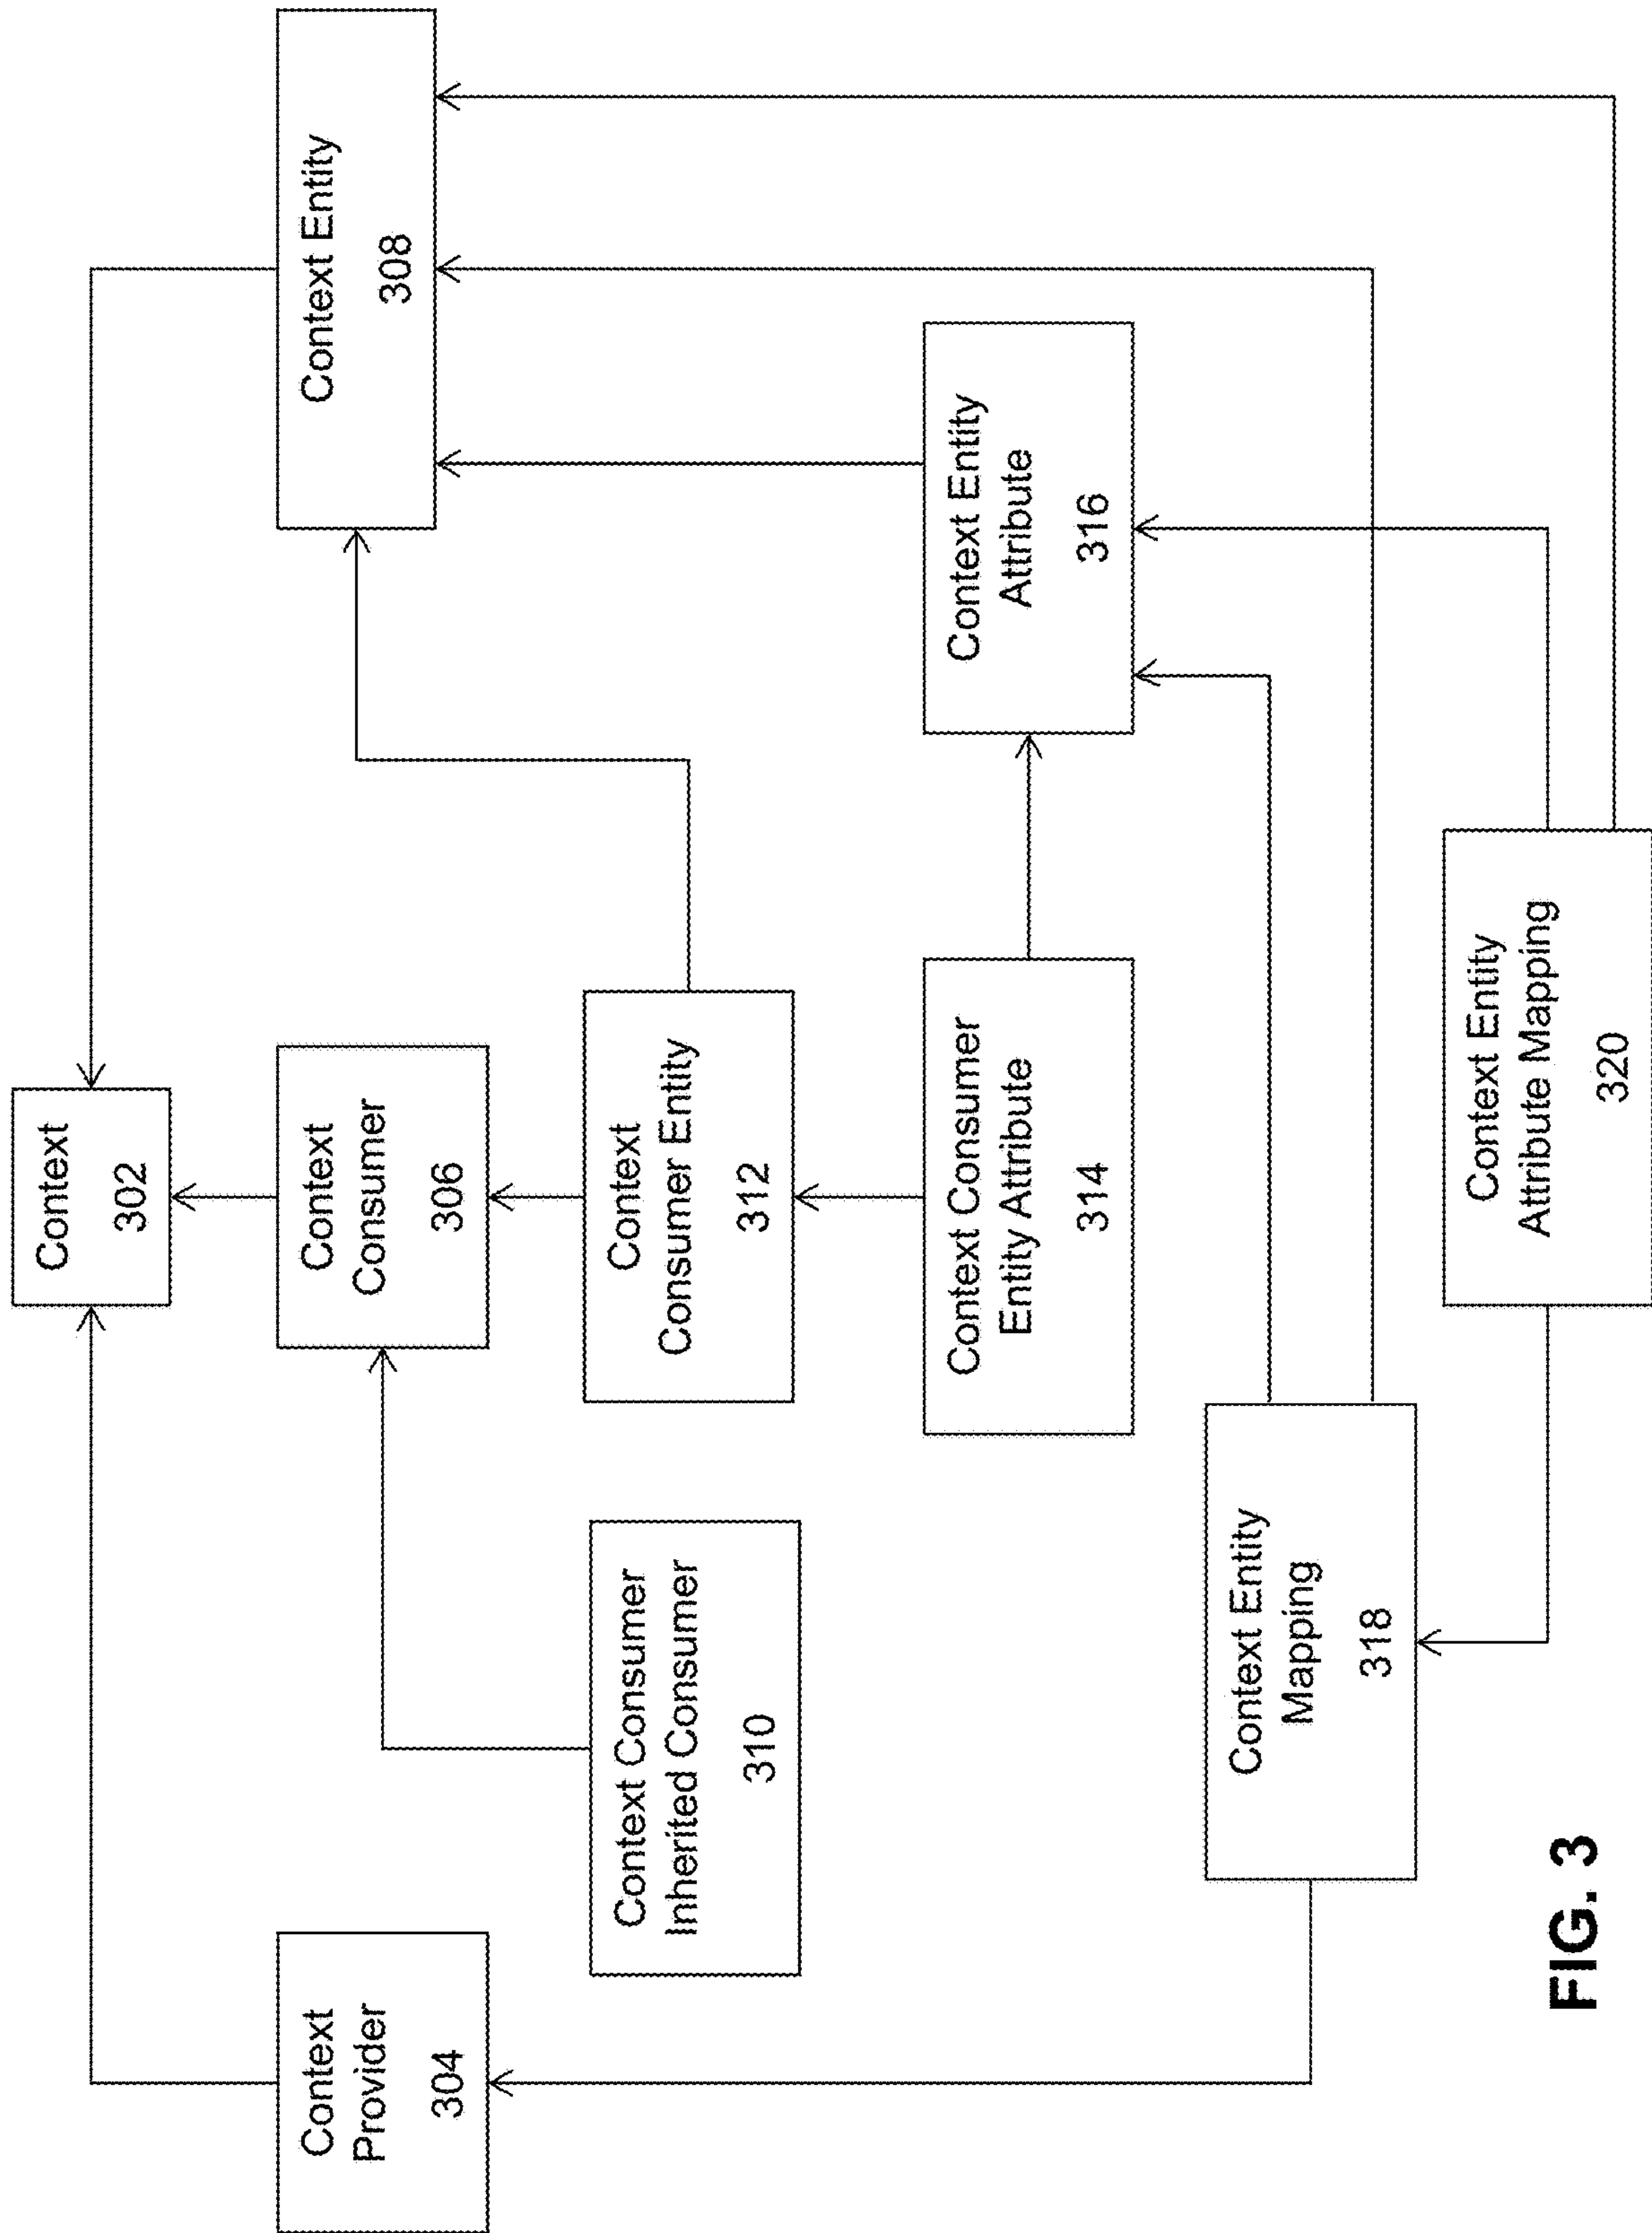 Context
302
Context
Provider
304
Context
Consumer
306
Context Entity
308
Context Consumer
Inherited Consumer
310
Context
Consumer Entity
312
Context Consumer
Entity Attribute
314
Context Entity
Attribute
316
Context Entity
Mapping
318
Context Entity
Attribute Mapping
320
FIG. 3